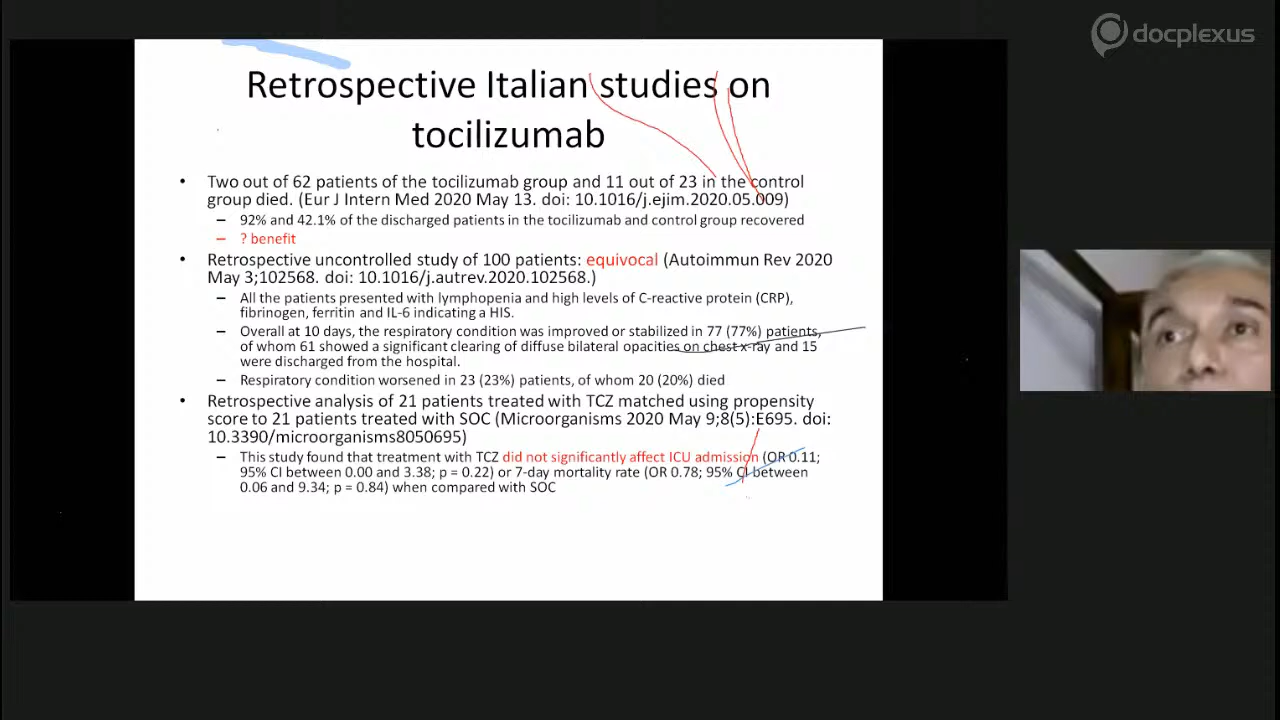 docplexus
Retrospective Italian studies on
tocilizumab
• Two out of 62 patients of the tocilizumab group and 11 out of 23 in the control
group died. (Eur J Intern Med 2020 May 13. doi: 10.1016/j.ejim.2020.05.009)
– 92% and 42.1% of the discharged patients in the tocilizumab and control group recovered
– ? benefit
• Retrospective uncontrolled study of 100 patients: equivocal (Autoimmun Rev 2020
May 3;102568. doi: 10.1016/j.autrev.2020.102568.)
– All the patients presented with lymphopenia and high levels of C-reactive protein (CRP),
fibrinogen, ferritin and IL-6 indicating a HIS.
– Overall at 10 days, the respiratory condition was improved or stabilized in 77 (77%) patients,
of whom 61 showed a significant clearing of diffuse bilateral opacities on chest x-ray and 15
were discharged from the hospital.
– Respiratory condition worsened in 23 (23%) patients, of whom 20 (20%) died
• Retrospective analysis of 21 patients treated with TCZ matched using propensity
score to 21 patients treated with SOC (Microorganisms 2020 May 9;8(5):E695. doi:
10.3390/microorganisms8050695)
– This study found that treatment with TCZ did not significantly affect ICU admission (OR 0.11;
95% CI between 0.00 and 3.38; p = 0.22) or 7-day mortality rate (OR 0.78; 95% CI between
0.06 and 9.34; p = 0.84) when compared with SOC